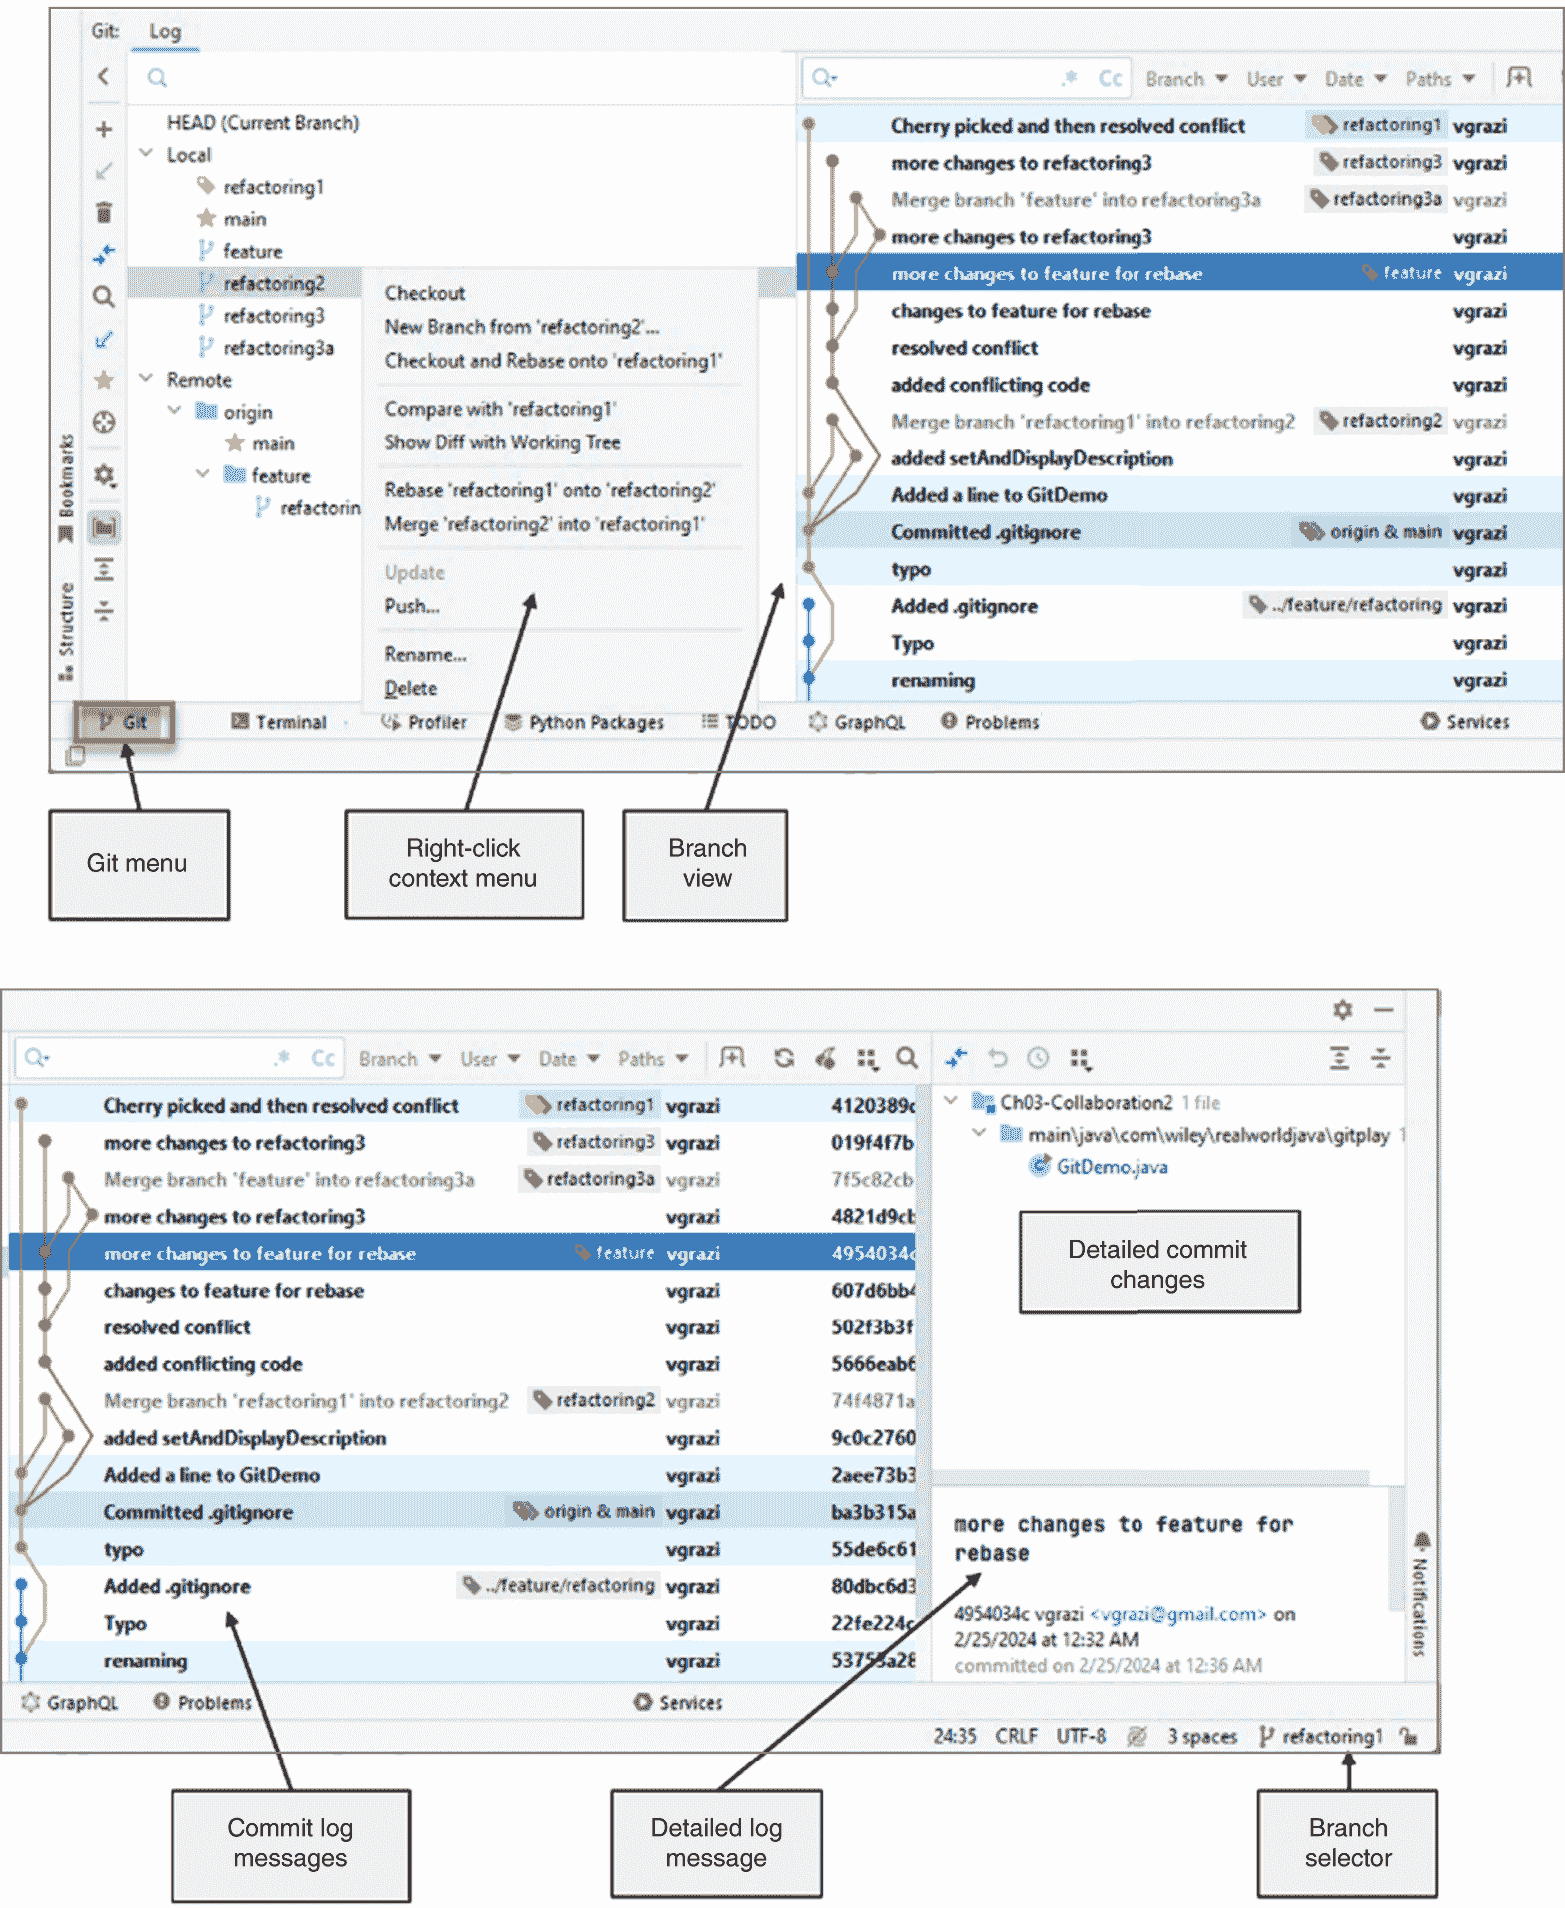 Git: Log
Cc Branch User Date Paths
HEAD (Current Branch)
Local
refactoring1
main
feature
refactoring2
refactoring3
refactoring3a
Remote
origin
main
feature
refactorin
Checkout
New Branch from 'refactoring2'...
Checkout and Rebase onto 'refactoring1'
Compare with 'refactoring1'
Show Diff with Working Tree
Rebase 'refactoring1' onto 'refactoring2'
Merge 'refactoring2' into 'refactoring1'
Update
Push...
Rename...
Delete
Cherry picked and then resolved conflict refactoring1 vgrazi
more changes to refactoring3 refactoring3 vgrazi
Merge branch 'feature' into refactoring3a refactoring3a vgrazi
more changes to refactoring3 vgrazi
more changes to feature for rebase feature vgrazi
changes to feature for rebase vgrazi
resolved conflict vgrazi
added conflicting code vgrazi
Merge branch 'refactoring1' into refactoring2 refactoring2 vgrazi
added setAndDisplayDescription vgrazi
Added a line to GitDemo vgrazi
Committed .gitignore origin & main vgrazi
typo vgrazi
Added .gitignore ../feature/refactoring vgrazi
Typo vgrazi
renaming vgrazi
Bookmarks
Structure
Git Terminal Profiler Python Packages TODO GraphQL Problems Services
Git menu
Right-click
context menu
Branch
view
.* Cc Branch User Date Paths
Cherry picked and then resolved conflict refactoring1 vgrazi 4120389c
more changes to refactoring3 refactoring3 vgrazi 019f4f7b
Merge branch 'feature' into refactoring3a refactoring3a vgrazi 7f5c82cb
more changes to refactoring3 vgrazi 4821d9cb
more changes to feature for rebase feature vgrazi 4954034c
changes to feature for rebase vgrazi 607d6bb4
resolved conflict vgrazi 502f3b3f
added conflicting code vgrazi 5666eab6
Merge branch 'refactoring1' into refactoring2 refactoring2 vgrazi 74f4871a
added setAndDisplayDescription vgrazi 9c0c2760
Added a line to GitDemo vgrazi 2aee73b3
Committed .gitignore origin & main vgrazi ba3b315a
typo vgrazi 55de6c61
Added .gitignore ../feature/refactoring vgrazi 80dbc6d3
Typo vgrazi 22fe224c
renaming vgrazi 53753a28
Ch03-Collaboration2 1 file
main\java\com\wiley\realworldjava\gitplay 1
GitDemo.java
Detailed commit
changes
more changes to feature for
rebase
4954034c vgrazi <vgrazi@gmail.com> on
2/25/2024 at 12:32 AM
committed on 2/25/2024 at 12:36 AM
Notifications
GraphQL Problems Services
24:35 CRLF UTF-8 3 spaces refactoring1
Commit log
messages
Detailed log
message
Branch
selector